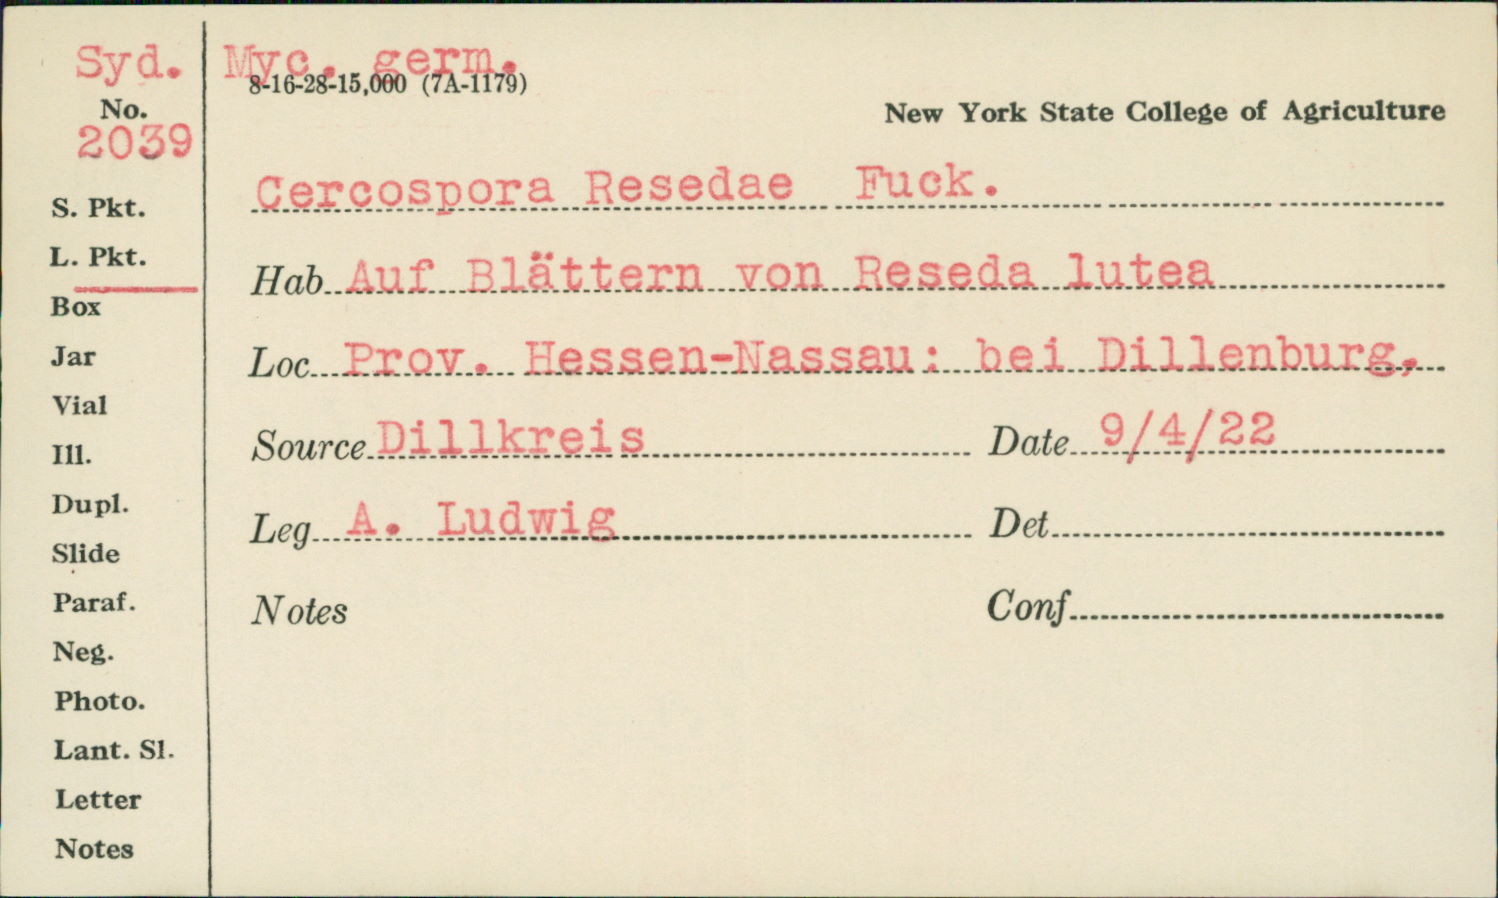 Syd. Myc. germ.
8-16-28-15,000 (7A-1179)
No.
2039
New York State College of Agriculture
Cercospora Resedae Fuck.
S. Pkt.
L. Pkt.
Hab Auf Blättern von Reseda lutea
Box
Jar
Loc Prov. Hessen-Nassau: bei Dillenburg,
Vial
Ill.
Source Dillkreis Date 9/4/22
Dupl.
Slide
Leg A. Ludwig Det
Paraf.
Notes Conf
Neg.
Photo.
Lant. Sl.
Letter
Notes